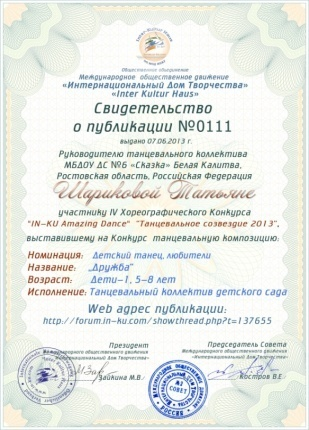 Общественное объединение
Международное общественное движение
«Интернациональный Дом Творчества»
«Inter Kultur Haus»
Свидетельство
о публикации №0111
выдано 07.06.2013 г.
Руководителю танцевального коллектива
МБДОУ ДС №6 «Сказка» Белая Калитва,
Ростовская область, Российская Федерация
Шариковой Татьяне
участнику IV Хореографического Конкурса
"IN-KU Amazing Dance" "Танцевальное созвездие 2013",
выставившему на Конкурс танцевальную композицию:
Номинация: Детский танец, любители
Название: „Дружба"
Возраст: Дети-1, 5-8 лет
Исполнение: Танцевальный коллектив детского сада
Web адрес публикации:
http://forum.in-ku.com/showthread.php?t=137655
Президент
Международного общественного движения
«Интернациональный Дом Творчества»
Зайкина М.В.
Председатель Совета
Международного общественного движения
«Интернациональный Дом Творчества»
Костров В.Е.
РОССИЯ